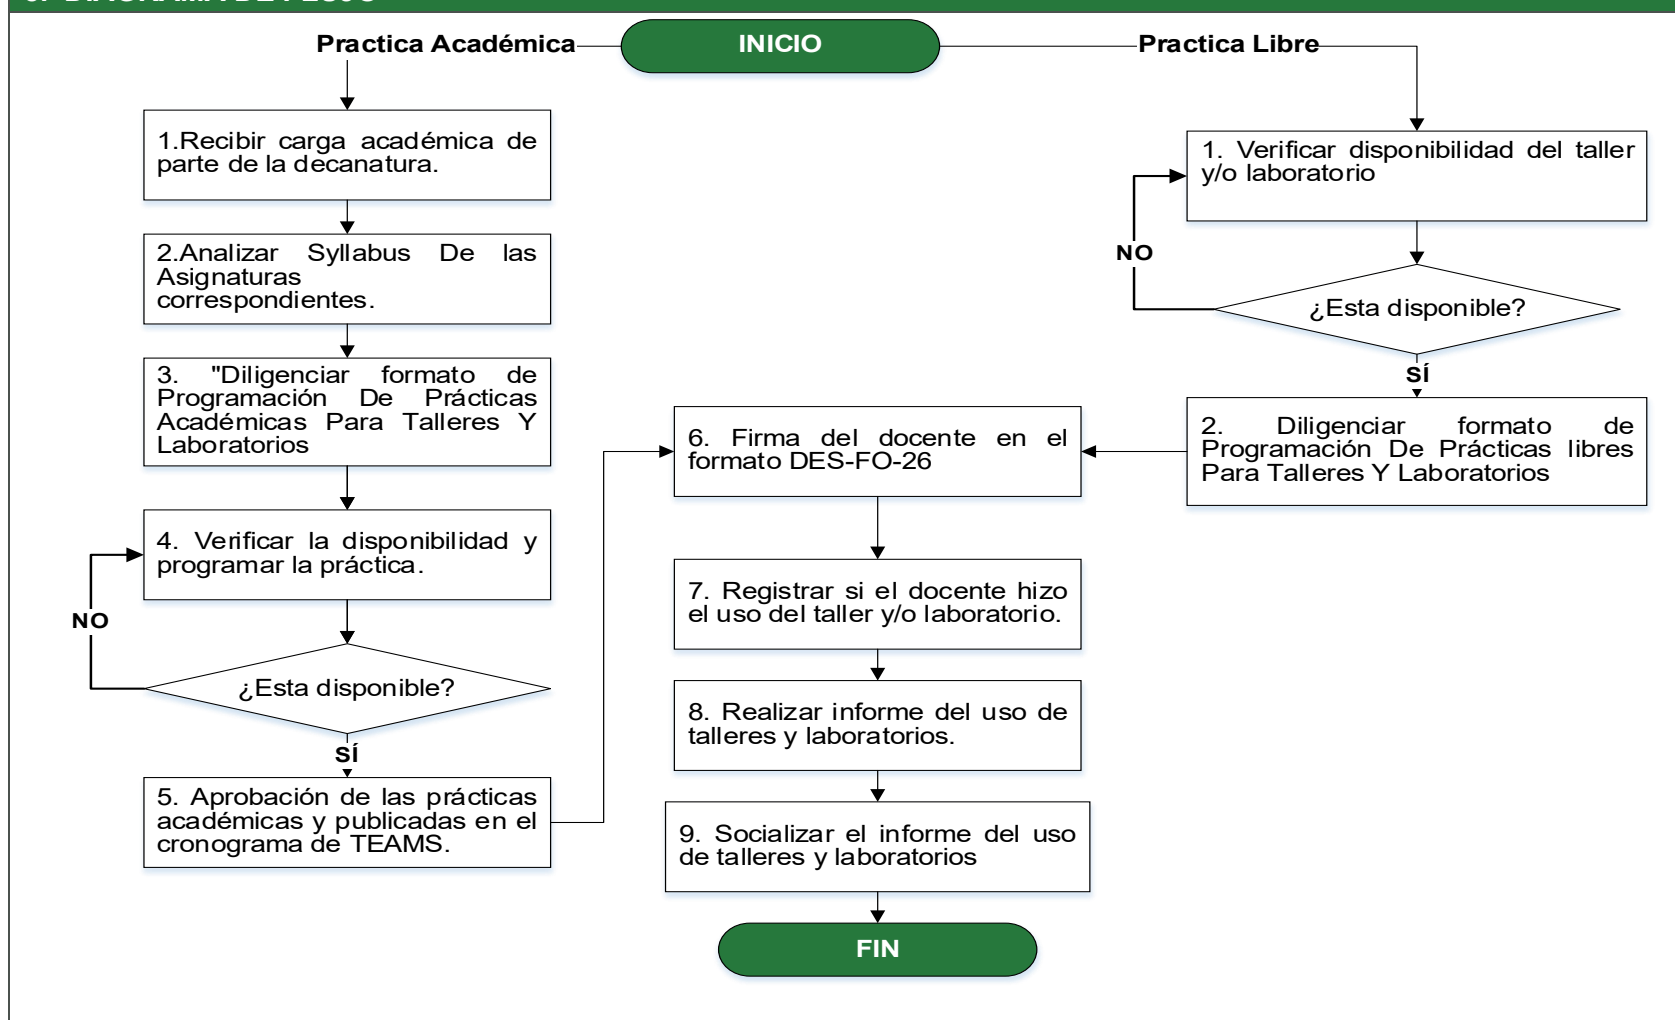 INICIO
Practica Académica
Practica Libre
1.Recibir carga académica de
parte de la decanatura.
2.Analizar Syllabus De las
Asignaturas
correspondientes.
3. "Diligenciar formato de
Programación De Prácticas
Académicas Para Talleres Y
Laboratorios
4. Verificar la disponibilidad y
programar la práctica.
NO
¿Esta disponible?
SÍ
5. Aprobación de las prácticas
académicas y publicadas en el
cronograma de TEAMS.
1. Verificar disponibilidad del taller
y/o laboratorio
NO
¿Esta disponible?
SÍ
2. Diligenciar formato de
Programación De Prácticas libres
Para Talleres Y Laboratorios
6. Firma del docente en el
formato DES-FO-26
7. Registrar si el docente hizo
el uso del taller y/o laboratorio.
8. Realizar informe del uso de
talleres y laboratorios.
9. Socializar el informe del uso
de talleres y laboratorios
FIN